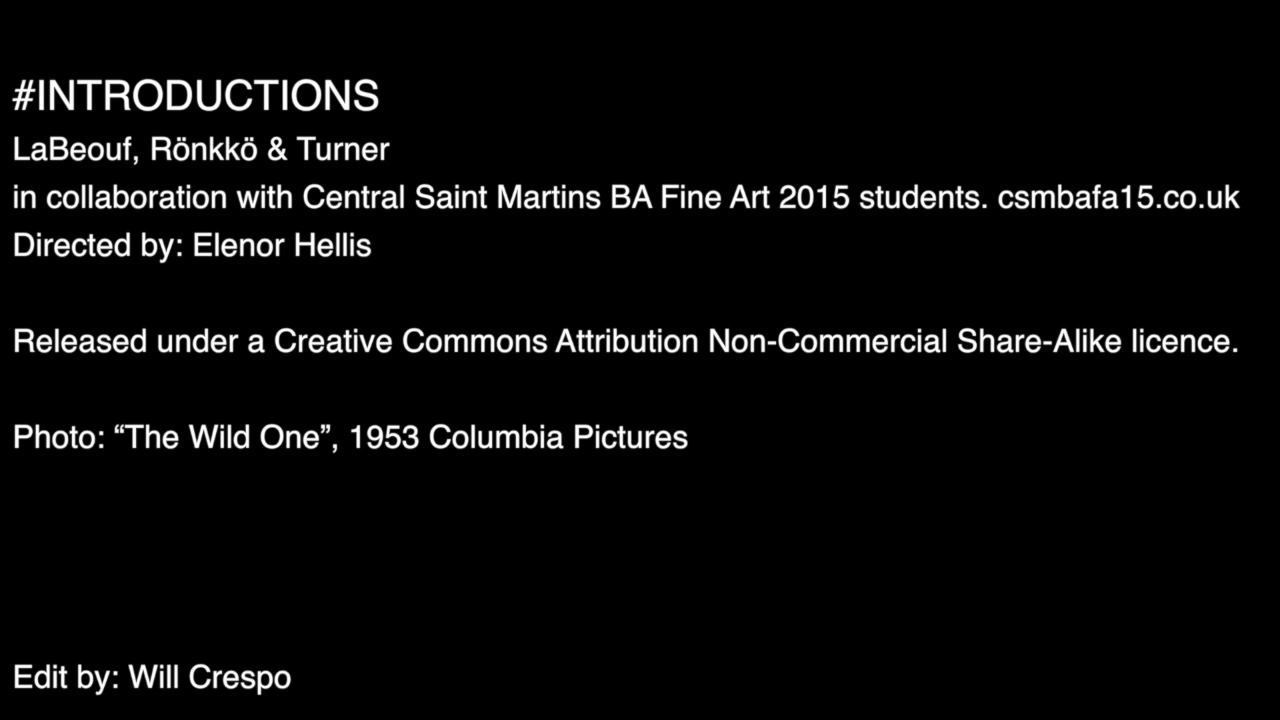 #INTRODUCTIONS
LaBeouf, Rönkkö & Turner
in collaboration with Central Saint Martins BA Fine Art 2015 students. csmbafa15.co.uk
Directed by: Elenor Hellis
Released under a Creative Commons Attribution Non-Commercial Share-Alike licence.
Photo: “The Wild One”, 1953 Columbia Pictures
Edit by: Will Crespo